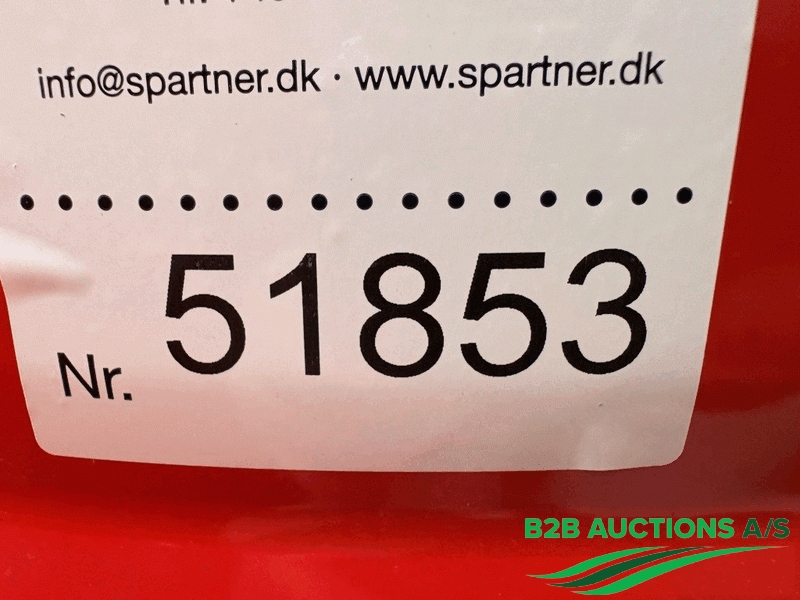 info@spartner.dk · www.spartner.dk
Nr. 51853
B2B AUCTIONS A/S